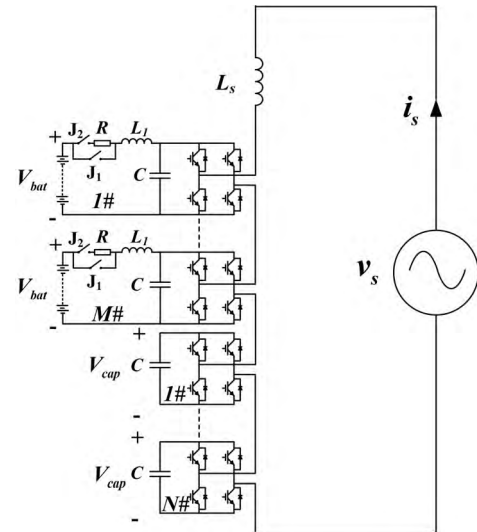 L_s
i_s
v_s
+ J_2 R L_1
J_1
V_bat C
- 1#
+ J_2 R L_1
J_1
V_bat C
- M#
+
V_cap C
- 1#
+
V_cap C
- N#